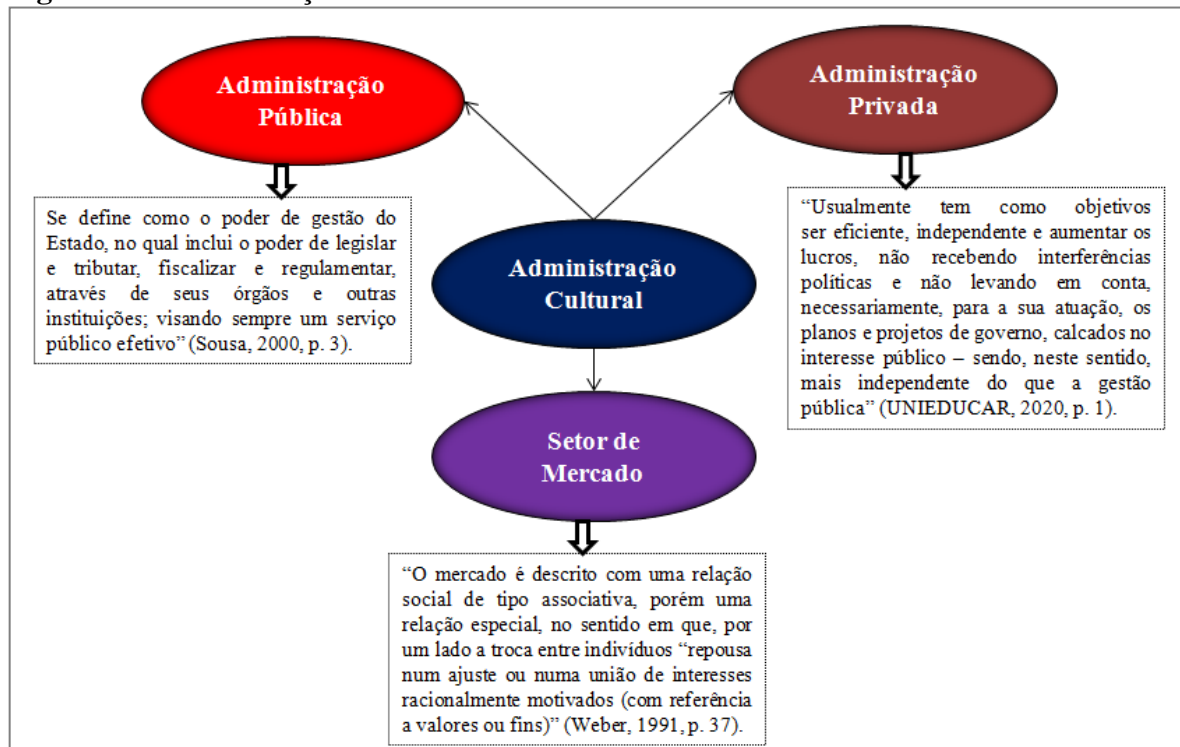 Administração
Pública
Administração
Privada
Se define como o poder de gestão do
Estado, no qual inclui o poder de legislar
e tributar, fiscalizar e regulamentar,
através de seus órgãos e outras
instituições; visando sempre um serviço
público efetivo” (Sousa, 2000, p. 3).
“Usualmente tem como objetivos
ser eficiente, independente e aumentar os
lucros, não recebendo interferências
políticas e não levando em conta,
necessariamente, para a sua atuação, os
planos e projetos de governo, calcados no
interesse público – sendo, neste sentido,
mais independente do que a gestão
pública” (UNIEDUCAR, 2020, p. 1).
Administração
Cultural
Setor de
Mercado
“O mercado é descrito com uma relação
social de tipo associativa, porém uma
relação especial, no sentido em que, por
um lado a troca entre indivíduos “repousa
num ajuste ou numa união de interesses
racionalmente motivados (com referência
a valores ou fins)” (Weber, 1991, p. 37).